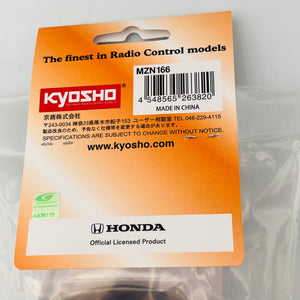 The finest in Radio Control models
MZN166
KYOSHO
4 548565 263820
MADE IN CHINA
京商株式会社
〒243-0034 神奈川県厚木市船子153 ユーザー相談室 TEL.046-229-4115
製品改良のため、予告なく仕様等を変更する場合があります。
SPECIFICATIONS ARE SUBJECT TO CHANGE WITHOUT NOTICE.
www.kyosho.com
HONDA
Official Licensed Product